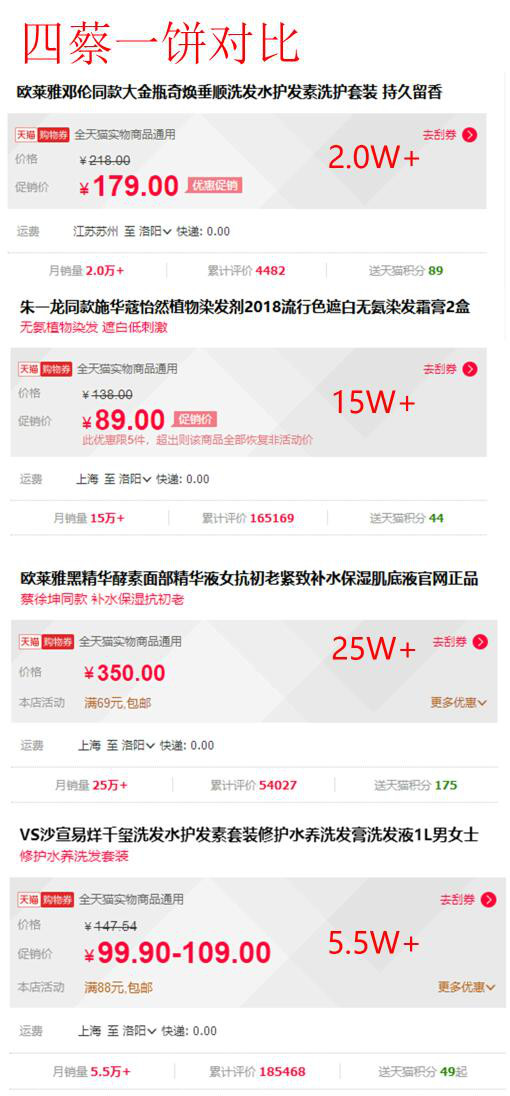 四蔡一饼对比
欧莱雅邓伦同款大金瓶奇焕垂顺洗发水护发素洗护套装 持久留香
天猫 购物券 全天猫实物商品通用 去刮券
价格 ¥218.00
2.0W+
促销价 ¥179.00 优惠促销
运费 江苏苏州 至 洛阳 快递: 0.00
月销量 2.0万+ 累计评价 4482 送天猫积分 89
朱一龙同款施华蔻怡然植物染发剂2018流行色遮白无氨染发霜膏2盒
无氨植物染发 遮白低刺激
天猫 购物券 全天猫实物商品通用 去刮券
价格 ¥138.00
15W+
促销价 ¥89.00 促销价
此优惠限5件，超出则该商品全部恢复非活动价
运费 上海 至 洛阳 快递: 0.00
月销量 15万+ 累计评价 165169 送天猫积分 44
欧莱雅黑精华酵素面部精华液女抗初老紧致补水保湿肌底液官网正品
蔡徐坤同款 补水保湿抗初老
天猫 购物券 全天猫实物商品通用 25W+ 去刮券
价格 ¥350.00
本店活动 满69元,包邮 更多优惠
运费 上海 至 洛阳 快递: 0.00
月销量 25万+ 累计评价 54027 送天猫积分 175
VS沙宣易烊千玺洗发水护发素套装修护水养洗发膏洗发液1L男女士
修护水养洗发套装
天猫 购物券 全天猫实物商品通用 去刮券
价格 ¥147.54
促销价 ¥99.90-109.00 5.5W+
本店活动 满88元,包邮 更多优惠
运费 上海 至 洛阳 快递: 0.00
月销量 5.5万+ 累计评价 185468 送天猫积分 49起